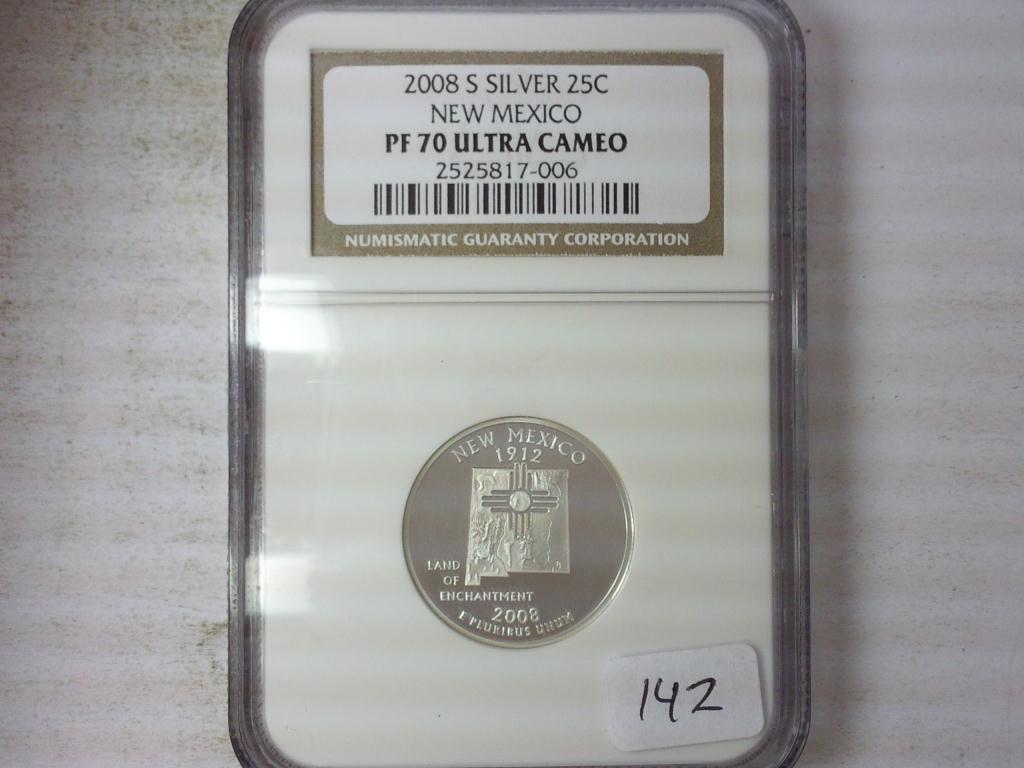 2008 S SILVER 25C
NEW MEXICO
PF 70 ULTRA CAMEO
2525817-006
NUMISMATIC GUARANTY CORPORATION
NEW MEXICO
1912
LAND
OF
ENCHANTMENT
2008
E PLURIBUS UNUM
142